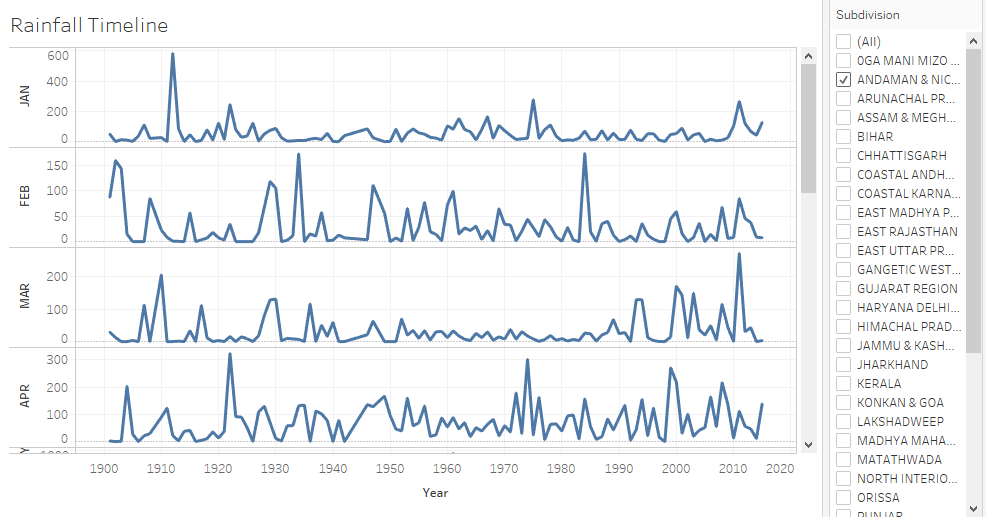 Rainfall Timeline
JAN
600
400
200
0
FEB
150
100
50
0
MAR
200
100
0
APR
300
200
100
0
1900
1910
1920
1930
1940
1950
1960
1970
1980
1990
2000
2010
2020
Year
Subdivision
(All)
0GA MANI MIZO ...
ANDAMAN & NIC...
ARUNACHAL PR...
ASSAM & MEGH...
BIHAR
CHHATTISGARH
COASTAL ANDH...
COASTAL KARNA...
EAST MADHYA P...
EAST RAJASTHAN
EAST UTTAR PR...
GANGETIC WEST...
GUJARAT REGION
HARYANA DELHI...
HIMACHAL PRAD...
JAMMU & KASH...
JHARKHAND
KERALA
KONKAN & GOA
LAKSHADWEEP
MADHYA MAHA...
MATATHWADA
NORTH INTERIO...
ORISSA
PUNJAB